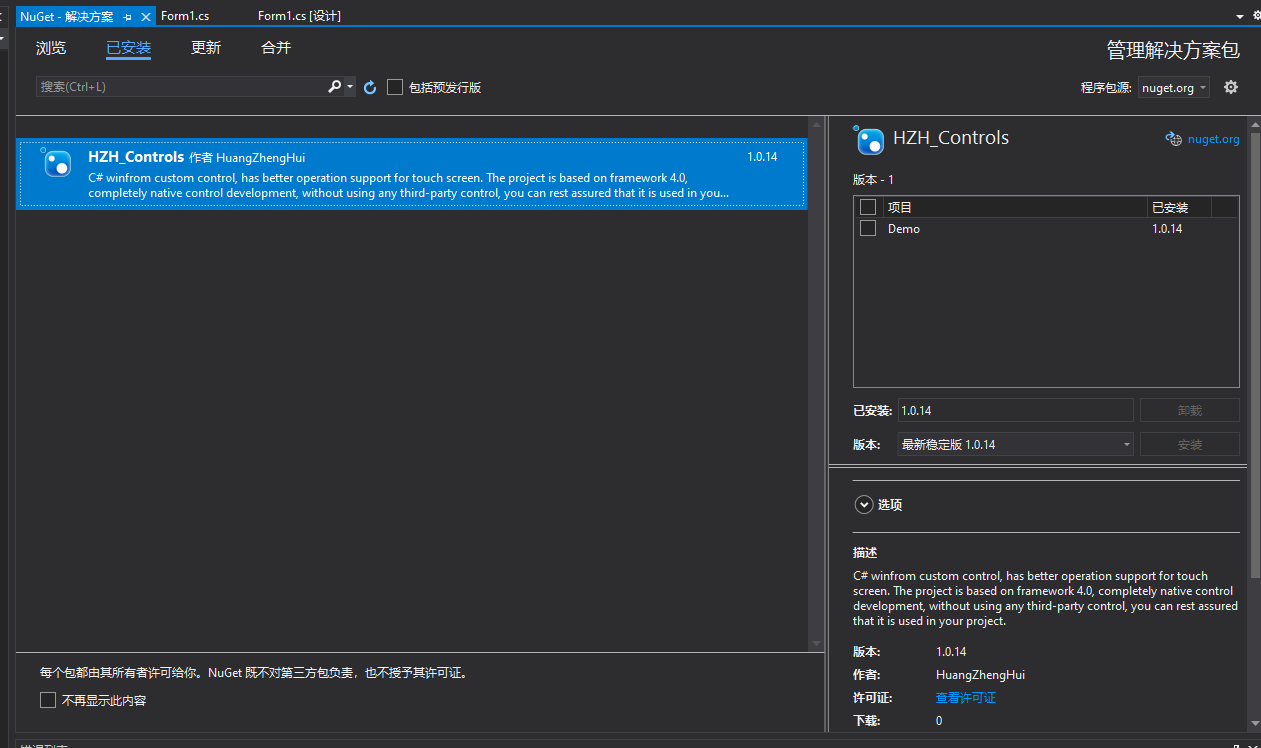 NuGet - 解决方案
Form1.cs
Form1.cs [设计]
浏览
已安装
更新
合并
管理解决方案包
搜索(Ctrl+L)
包括预发行版
程序包源:
nuget.org
HZH_Controls 作者 HuangZhengHui
1.0.14
C# winfrom custom control, has better operation support for touch screen. The project is based on framework 4.0,
completely native control development, without using any third-party control, you can rest assured that it is used in you...
HZH_Controls
nuget.org
版本 - 1
项目
已安装
Demo
1.0.14
已安装:
1.0.14
卸载
版本:
最新稳定版 1.0.14
安装
选项
描述
C# winfrom custom control, has better operation support for touch
screen. The project is based on framework 4.0, completely native control
development, without using any third-party control, you can rest assured
that it is used in your project.
版本:
1.0.14
作者:
HuangZhengHui
许可证:
查看许可证
下载:
0
每个包都由其所有者许可给你。NuGet 既不对第三方包负责，也不授予其许可证。
不再显示此内容